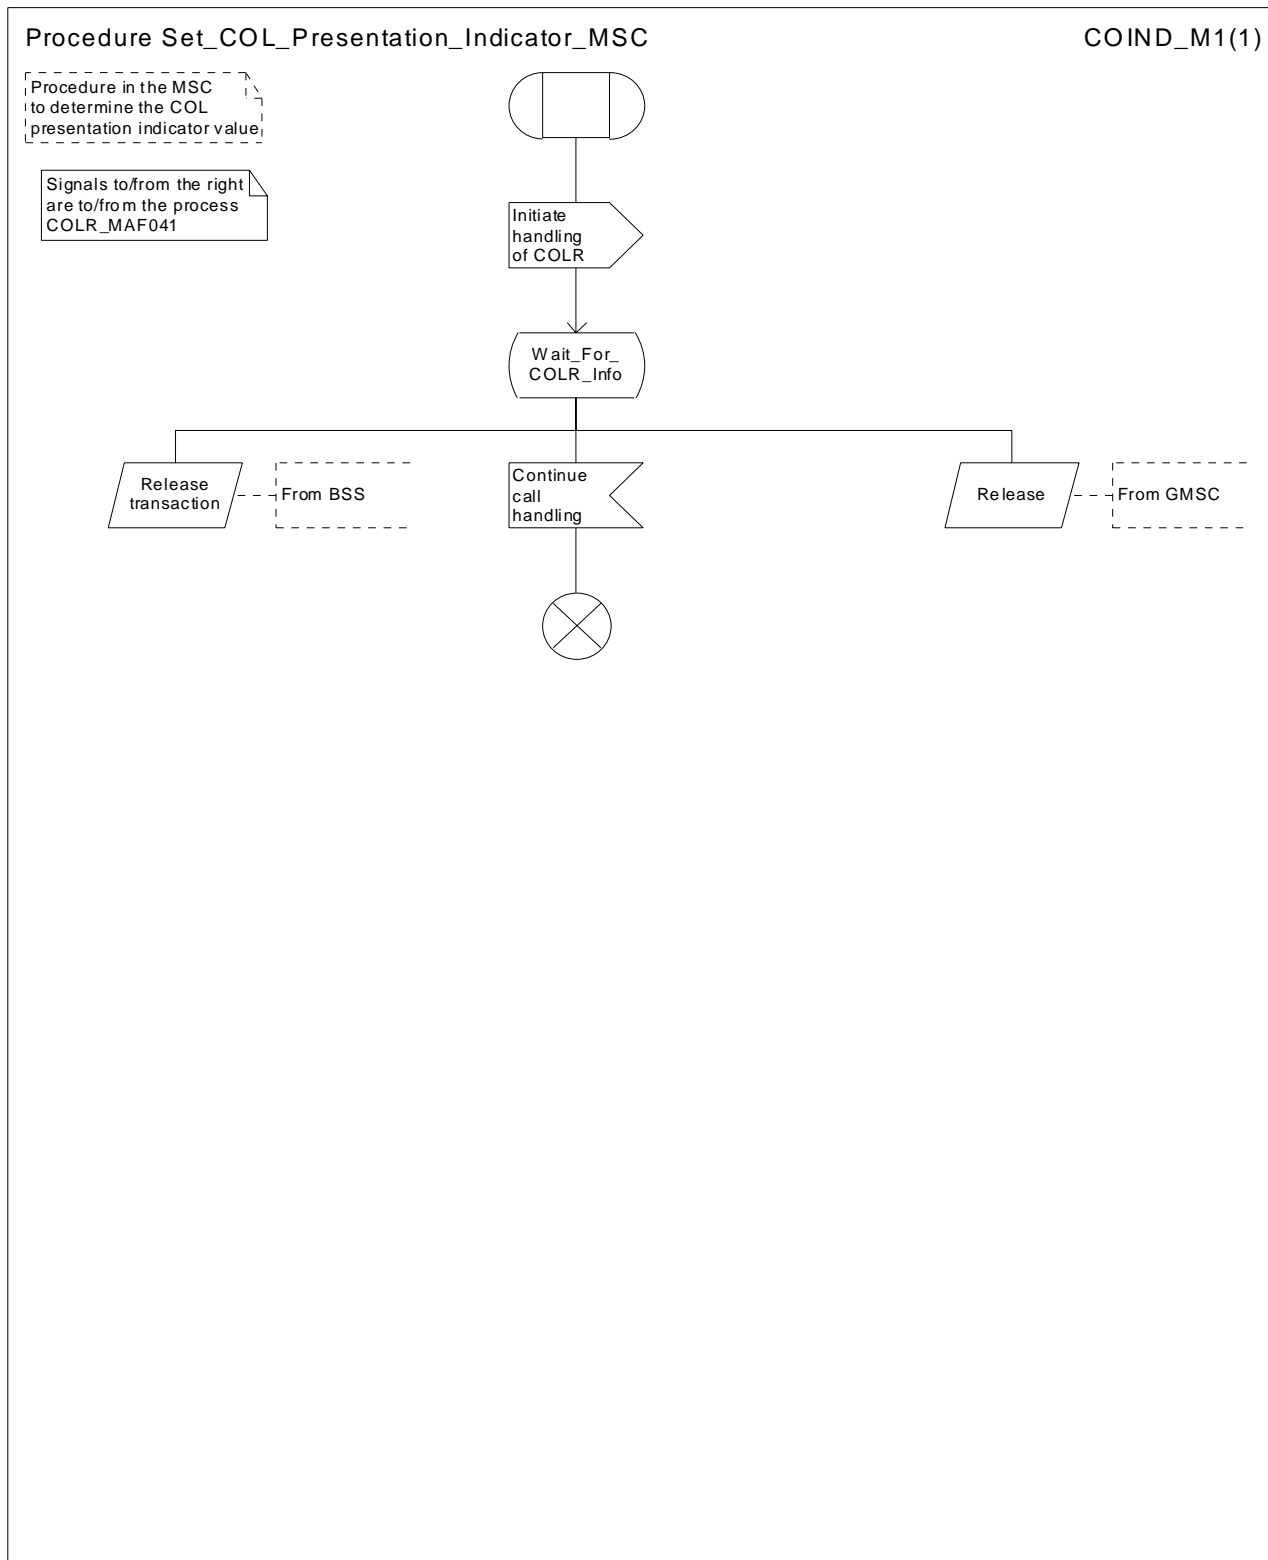 Procedure Set_COL_Presentation_Indicator_MSC
COIND_M1(1)
Procedure in the MSC
to determine the COL
presentation indicator value
Signals to/from the right
are to/from the process
COLR_MAF041
Initiate
handling
of COLR
Wait_For_
COLR_Info
Release
transaction
From BSS
Continue
call
handling
Release
From GMSC